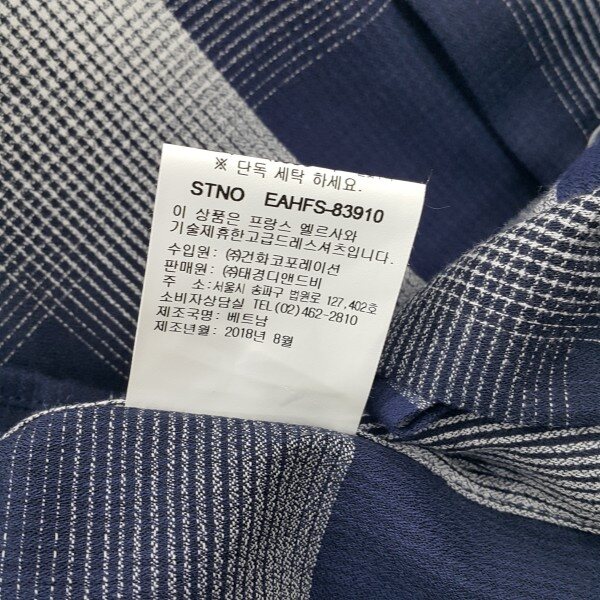 ※ 단독 세탁 하세요.
STNO EAHFS-83910
이 상품은 프랑스 엘르사와
기술제휴한고급드레스셔츠입니다.
수입원: ㈜건화코포레이션
판매원: ㈜태경디앤드비
주 소:서울시 송파구 법원로 127,402호
소비자상담실 TEL(02)462-2810
제조국명: 베트남
제조년월: 2018년 8월